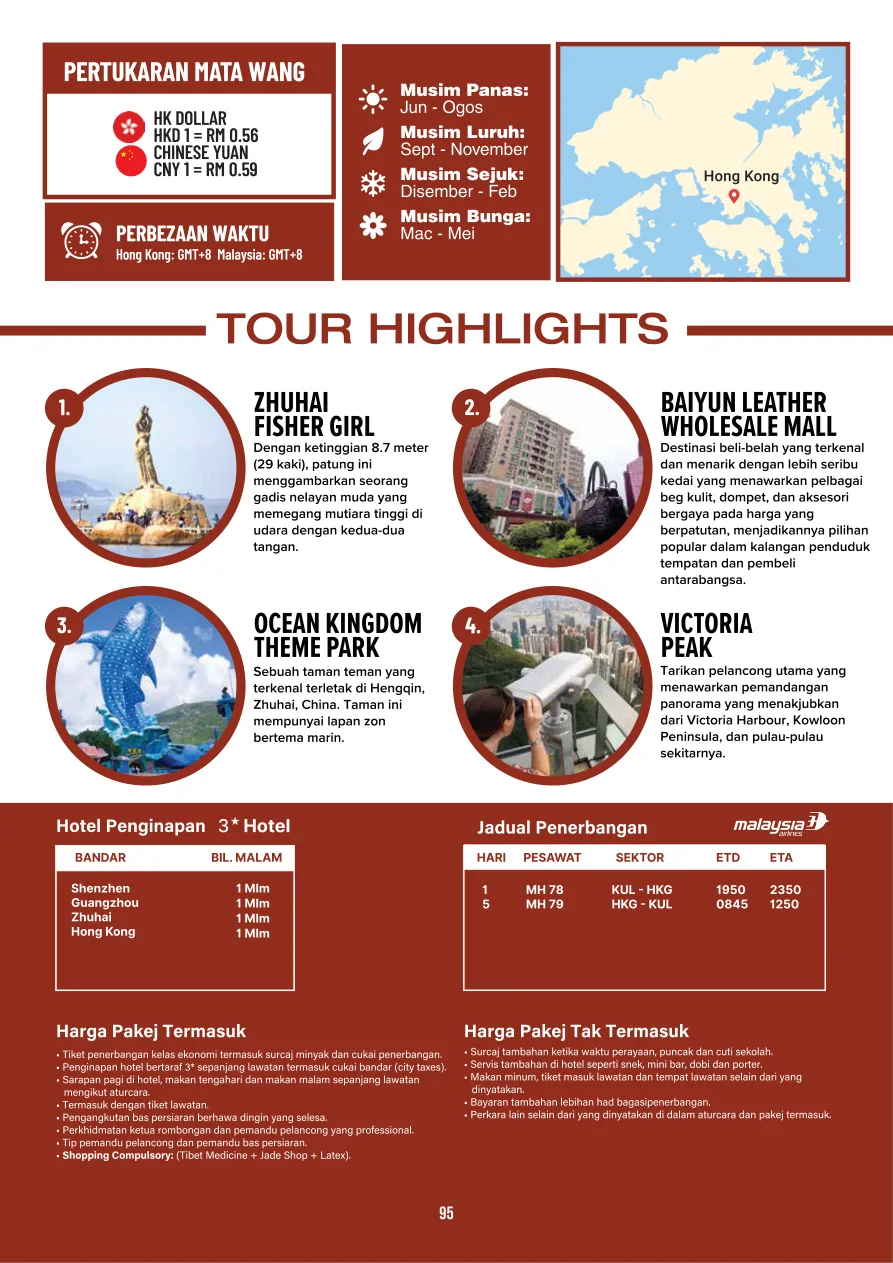 PERTUKARAN MATA WANG
HK DOLLAR
HKD 1 = RM 0.56
CHINESE YUAN
CNY 1 = RM 0.59
PERBEZAAN WAKTU
Hong Kong: GMT+8 Malaysia: GMT+8
Musim Panas:
Jun - Ogos
Musim Luruh:
Sept - November
Musim Sejuk:
Disember - Feb
Musim Bunga:
Mac - Mei
Hong Kong
TOUR HIGHLIGHTS
1.
ZHUHAI
FISHER GIRL
Dengan ketinggian 8.7 meter
(29 kaki), patung ini
menggambarkan seorang
gadis nelayan muda yang
memegang mutiara tinggi di
udara dengan kedua-dua
tangan.
2.
BAIYUN LEATHER
WHOLESALE MALL
Destinasi beli-belah yang terkenal
dan menarik dengan lebih seribu
kedai yang menawarkan pelbagai
beg kulit, dompet, dan aksesori
bergaya pada harga yang
berpatutan, menjadikannya pilihan
popular dalam kalangan penduduk
tempatan dan pembeli
antarabangsa.
3.
OCEAN KINGDOM
THEME PARK
Sebuah taman teman yang
terkenal terletak di Hengqin,
Zhuhai, China. Taman ini
mempunyai lapan zon
bertema marin.
4.
VICTORIA
PEAK
Tarikan pelancong utama yang
menawarkan pemandangan
panorama yang menakjubkan
dari Victoria Harbour, Kowloon
Peninsula, dan pulau-pulau
sekitarnya.
Hotel Penginapan 3★ Hotel
BANDAR BIL. MALAM
Shenzhen 1 Mlm
Guangzhou 1 Mlm
Zhuhai 1 Mlm
Hong Kong 1 Mlm
Jadual Penerbangan
malaysia
airlines
HARI PESAWAT SEKTOR ETD ETA
1 MH 78 KUL - HKG 1950 2350
5 MH 79 HKG - KUL 0845 1250
Harga Pakej Termasuk
• Tiket penerbangan kelas ekonomi termasuk surcaj minyak dan cukai penerbangan.
• Penginapan hotel bertaraf 3* sepanjang lawatan termasuk cukai bandar (city taxes).
• Sarapan pagi di hotel, makan tengahari dan makan malam sepanjang lawatan
mengikut aturcara.
• Termasuk dengan tiket lawatan.
• Pengangkutan bas persiaran berhawa dingin yang selesa.
• Perkhidmatan ketua rombongan dan pemandu pelancong yang professional.
• Tip pemandu pelancong dan pemandu bas persiaran.
• Shopping Compulsory: (Tibet Medicine + Jade Shop + Latex).
Harga Pakej Tak Termasuk
• Surcaj tambahan ketika waktu perayaan, puncak dan cuti sekolah.
• Servis tambahan di hotel seperti snek, mini bar, dobi dan porter.
• Makan minum, tiket masuk lawatan dan tempat lawatan selain dari yang
dinyatakan.
• Bayaran tambahan lebihan had bagasipenerbangan.
• Perkara lain selain dari yang dinyatakan di dalam aturcara dan pakej termasuk.
95